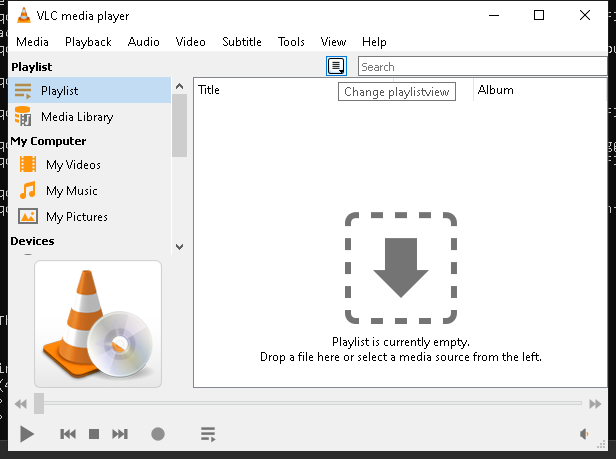 VLC media player
Media Playback Audio Video Subtitle Tools View Help
Playlist
Search
Playlist
Media Library
My Computer
My Videos
My Music
My Pictures
Devices
Title
Album
Change playlistview
Playlist is currently empty.
Drop a file here or select a media source from the left.